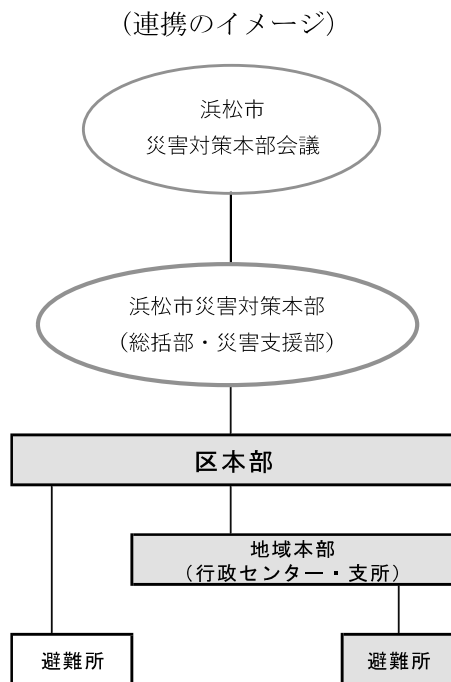 （連携のイメージ）
浜松市
災害対策本部会議
浜松市災害対策本部
（総括部・災害支援部）
区本部
地域本部
（行政センター・支所）
避難所
避難所